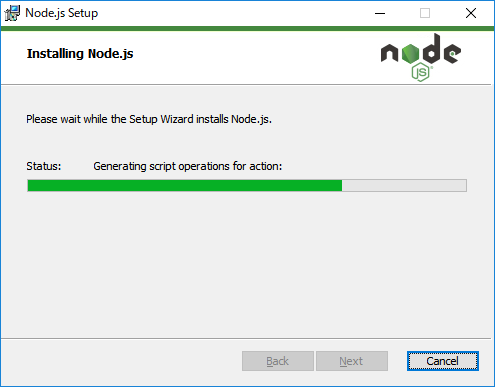 Node.js Setup
Installing Node.js
node
JS
Please wait while the Setup Wizard installs Node.js.
Status: Generating script operations for action:
Back Next Cancel